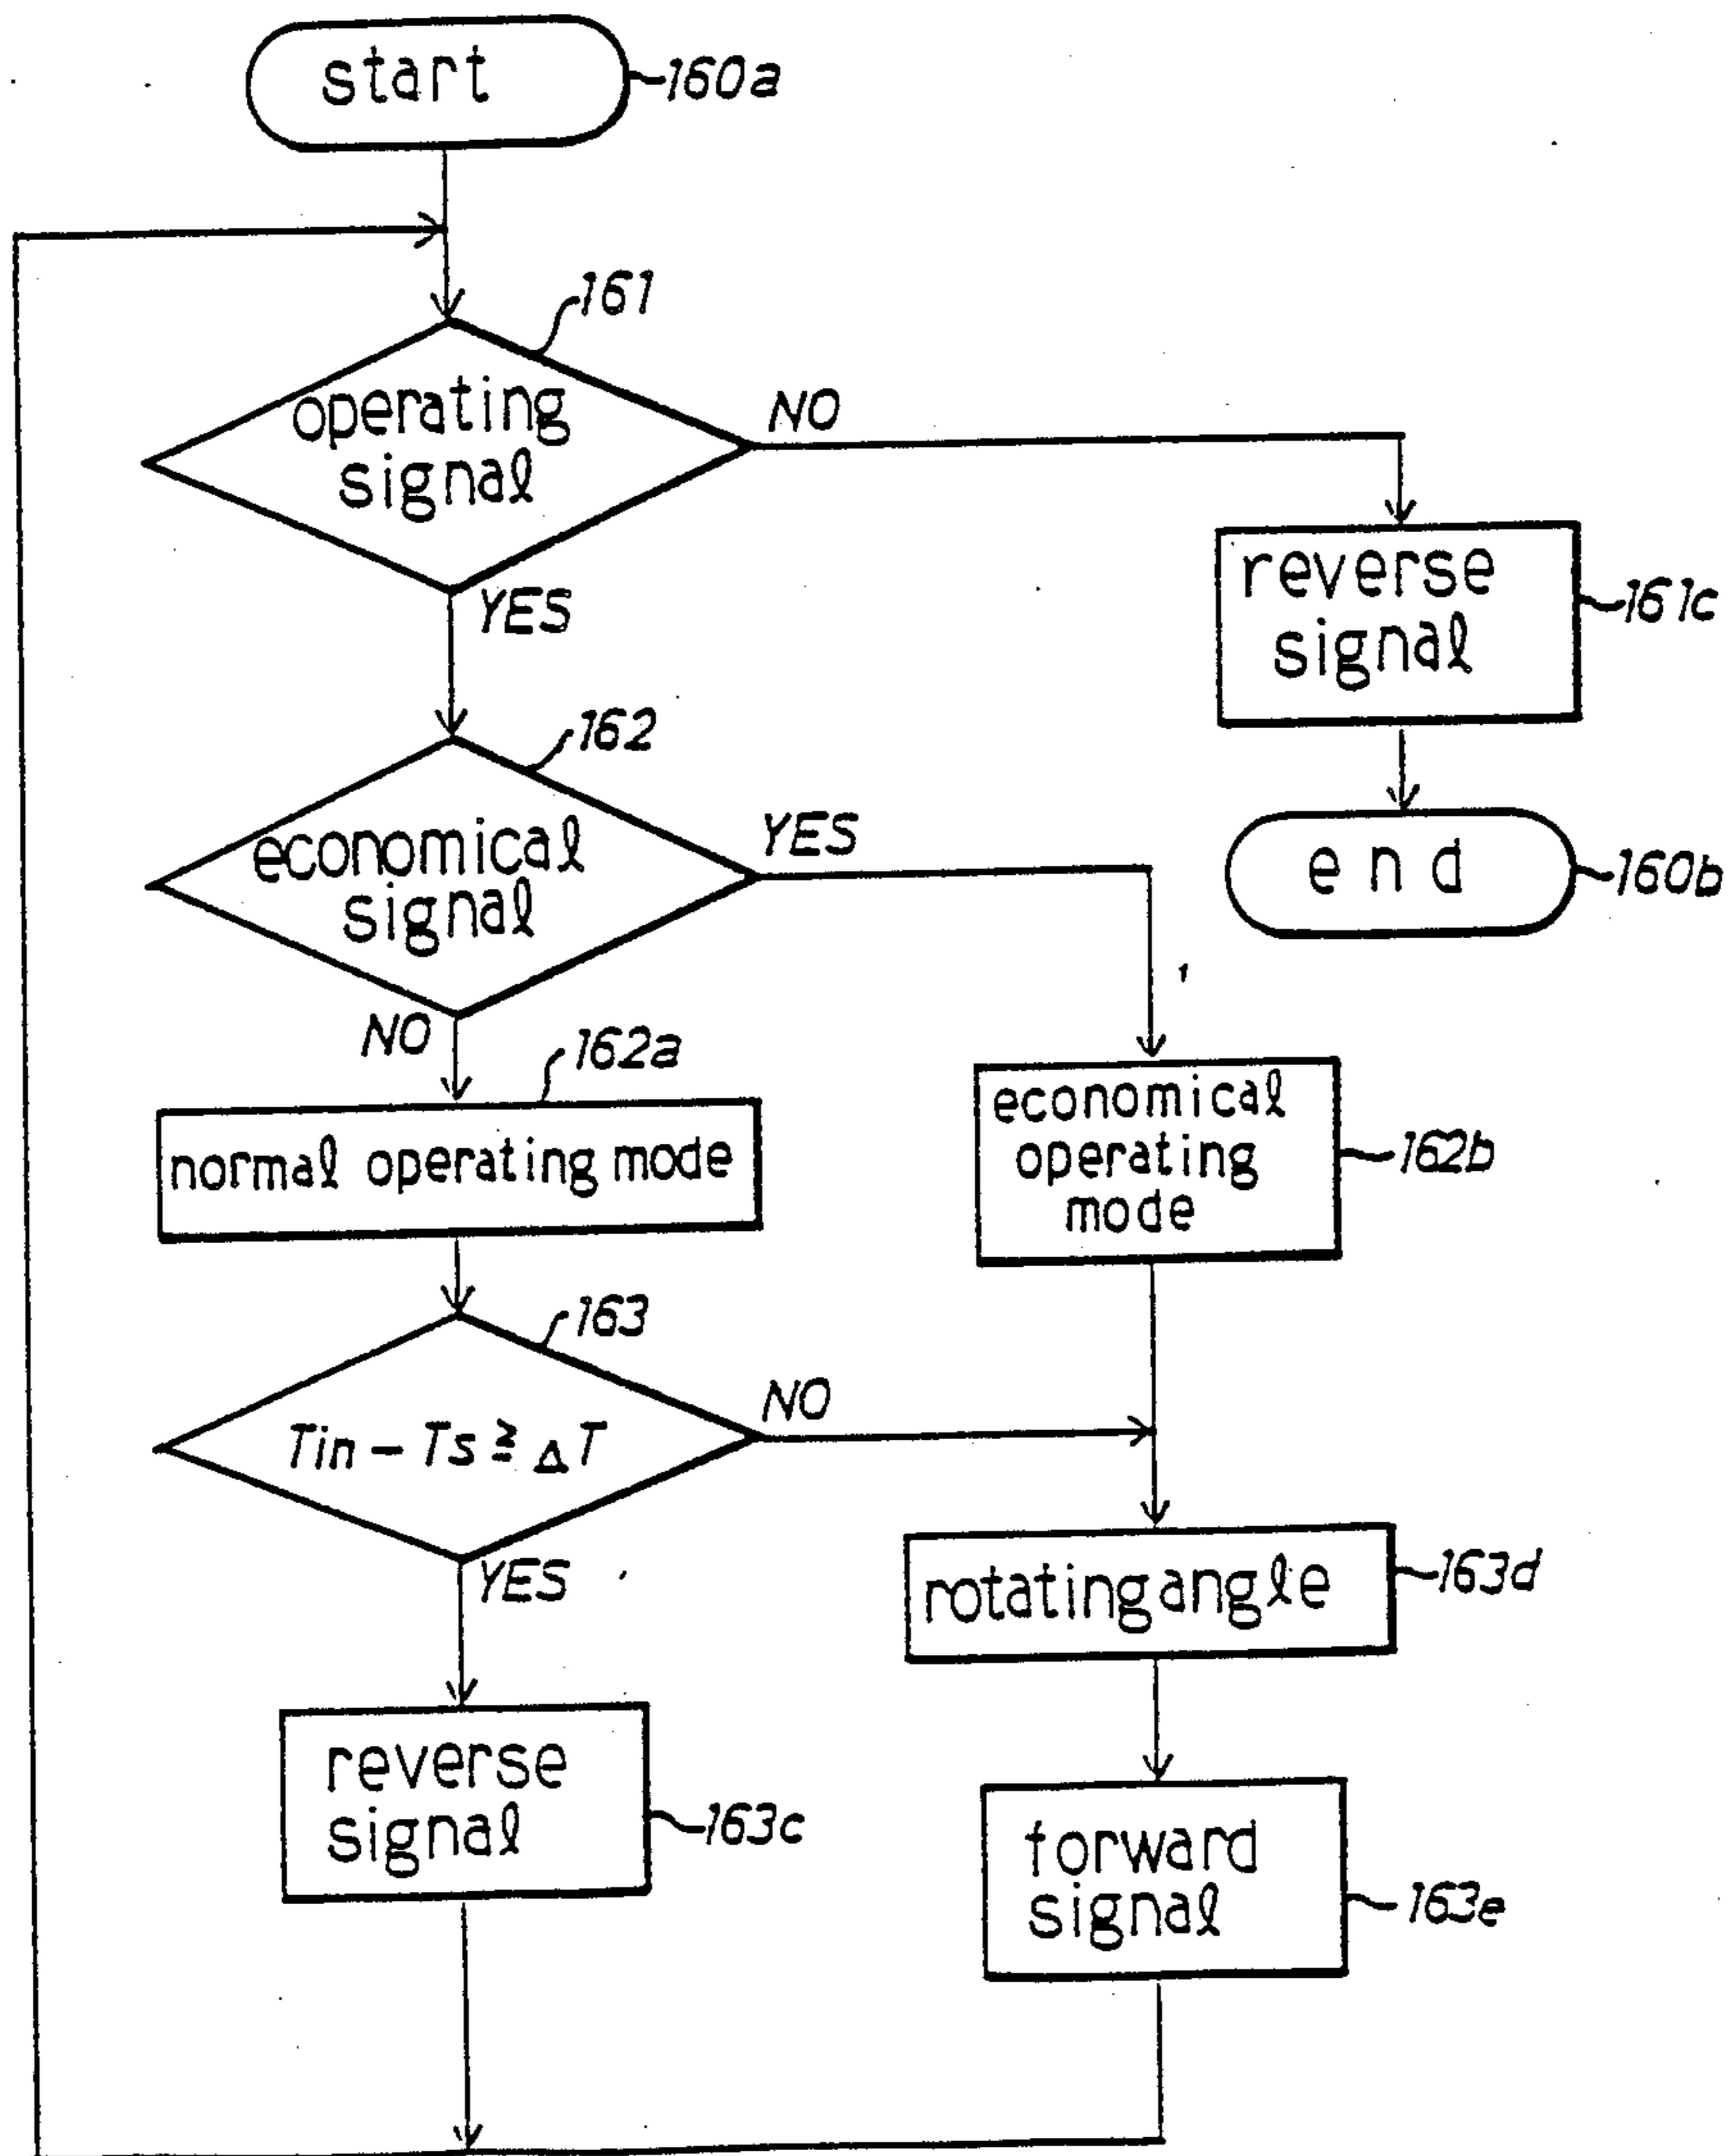 start
160a
161
operating
signal
NO
YES
reverse
signal
161c
162
economical
signal
YES
NO
end
160b
162a
normal operating mode
economical
operating
mode
162b
163
Tin - Ts ≧ ΔT
NO
YES
rotating angle
163d
reverse
signal
163c
forward
signal
163e